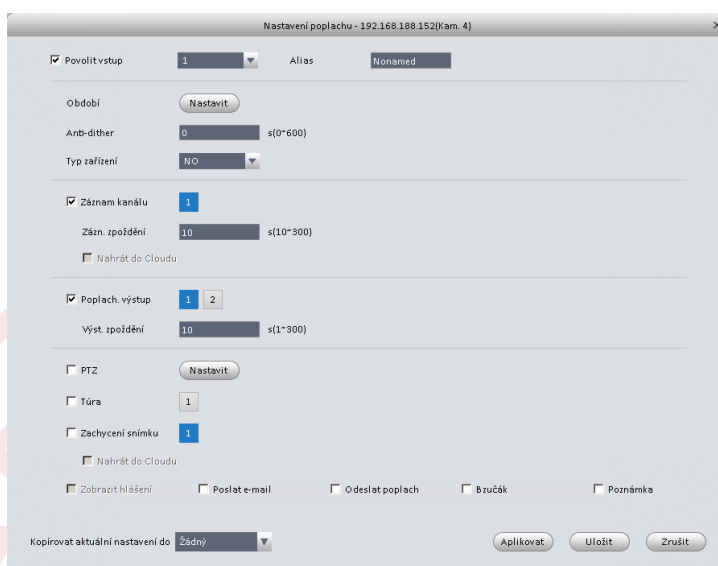 Nastavení poplachu - 192.168.188.152(Kam. 4)
Povolit vstup 1 Alias Nonamed
Období Nastavit
Anti-dither 0 s(0~600)
Typ zařízení NO
Záznam kanálu 1
Zázn. zpoždění 10 s(10~300)
Nahrát do Cloudu
Poplach. výstup 1 2
Výst. zpoždění 10 s(1~300)
PTZ Nastavit
Túra 1
Zachycení snímku 1
Nahrát do Cloudu
Zobrazit hlášení Poslat e-mail Odeslat poplach Bzučák Poznámka
Kopírovat aktuální nastavení do Žádný Aplikovat Uložit Zrušit